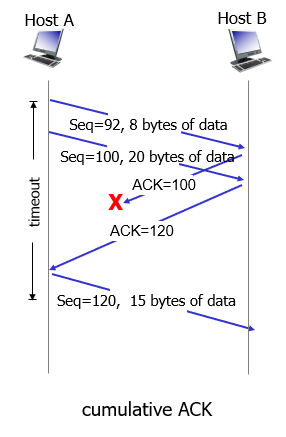 Host A
Host B
Seq=92, 8 bytes of data
Seq=100, 20 bytes of data
ACK=100
X
timeout
ACK=120
Seq=120,  15 bytes of data
cumulative ACK